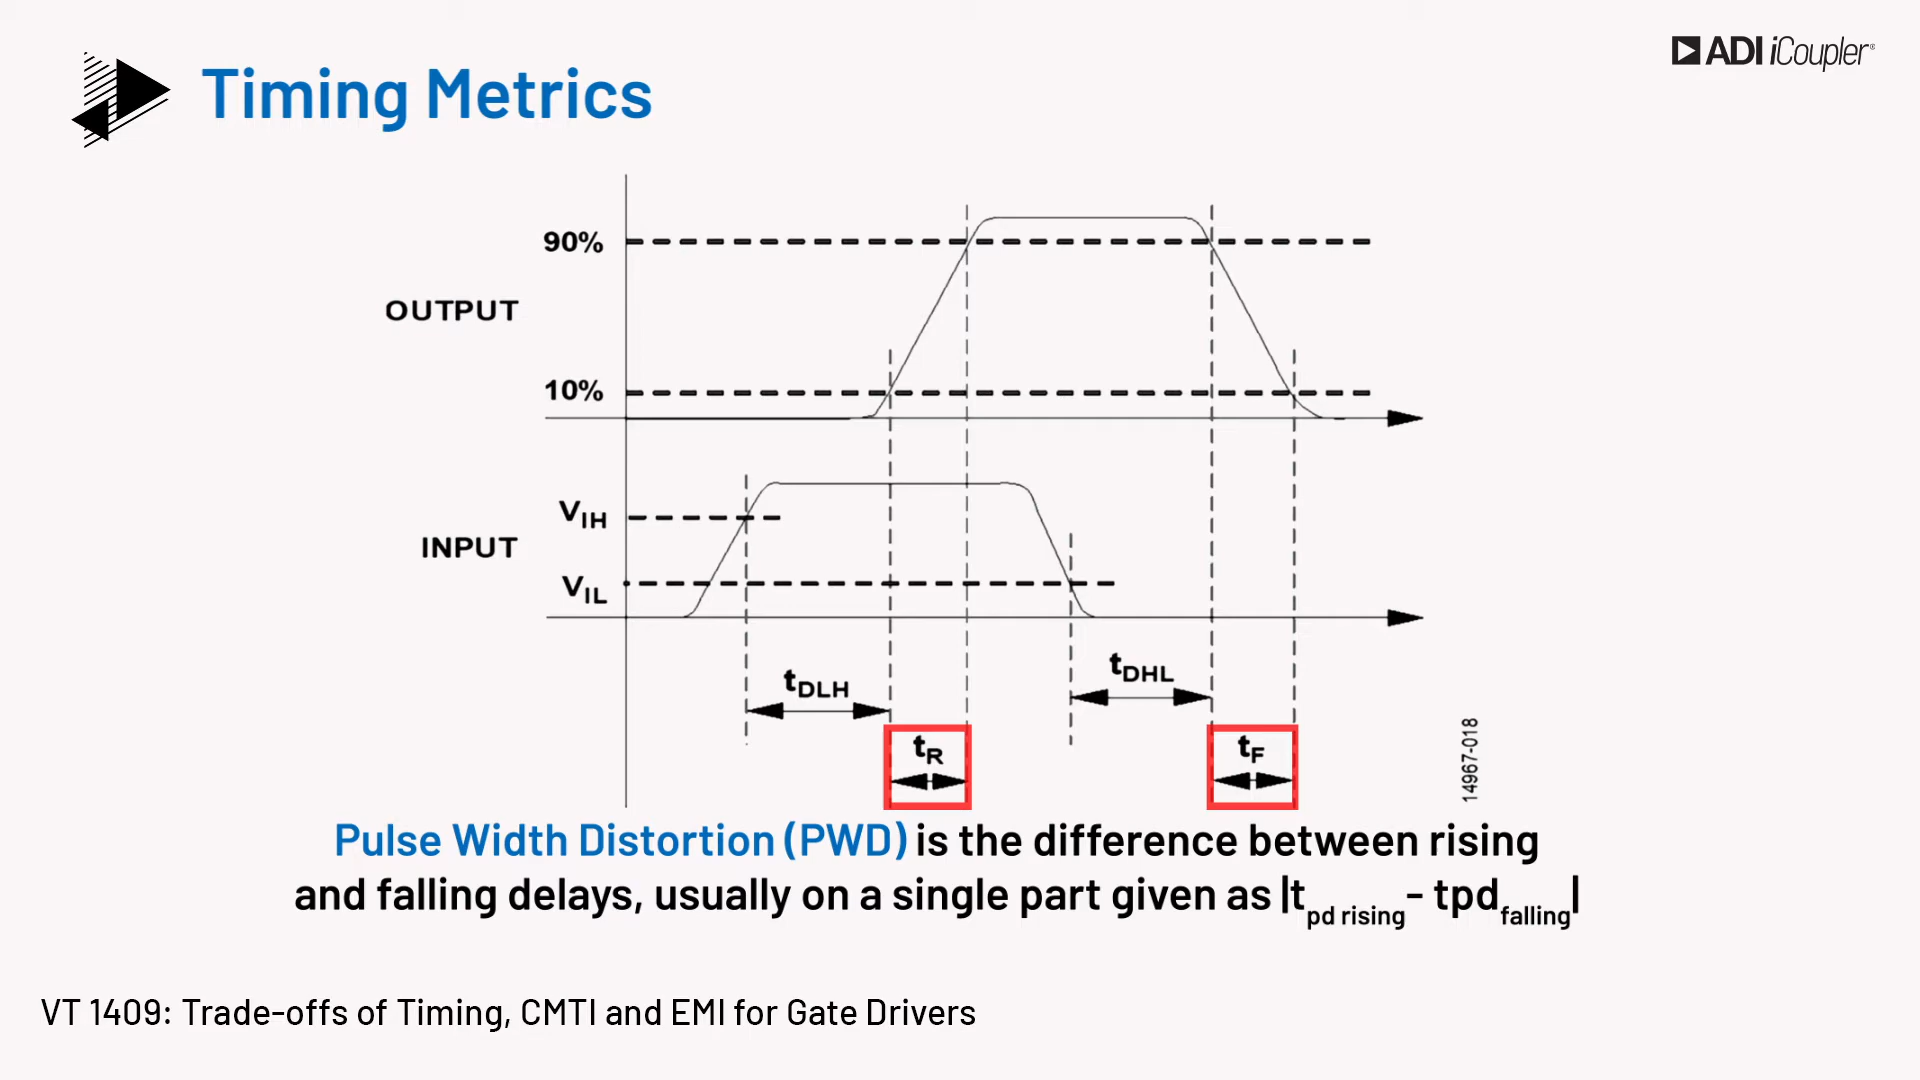 ADI iCoupler®
Timing Metrics
90%
OUTPUT
10%
VIH
INPUT
VIL
tDLH
tDHL
tR
tF
14967-018
Pulse Width Distortion (PWD) is the difference between rising
and falling delays, usually on a single part given as |tpd rising- tpdfalling|
VT 1409: Trade-offs of Timing, CMTI and EMI for Gate Drivers